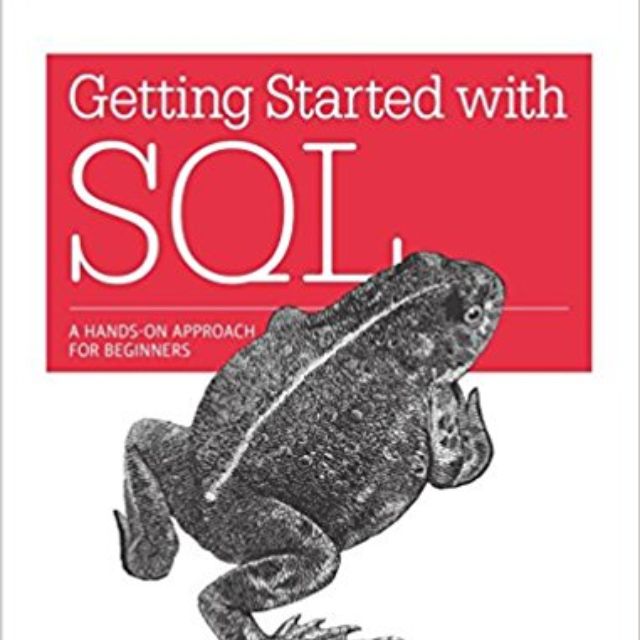 Getting Started with
SQL
A HANDS-ON APPROACH
FOR BEGINNERS